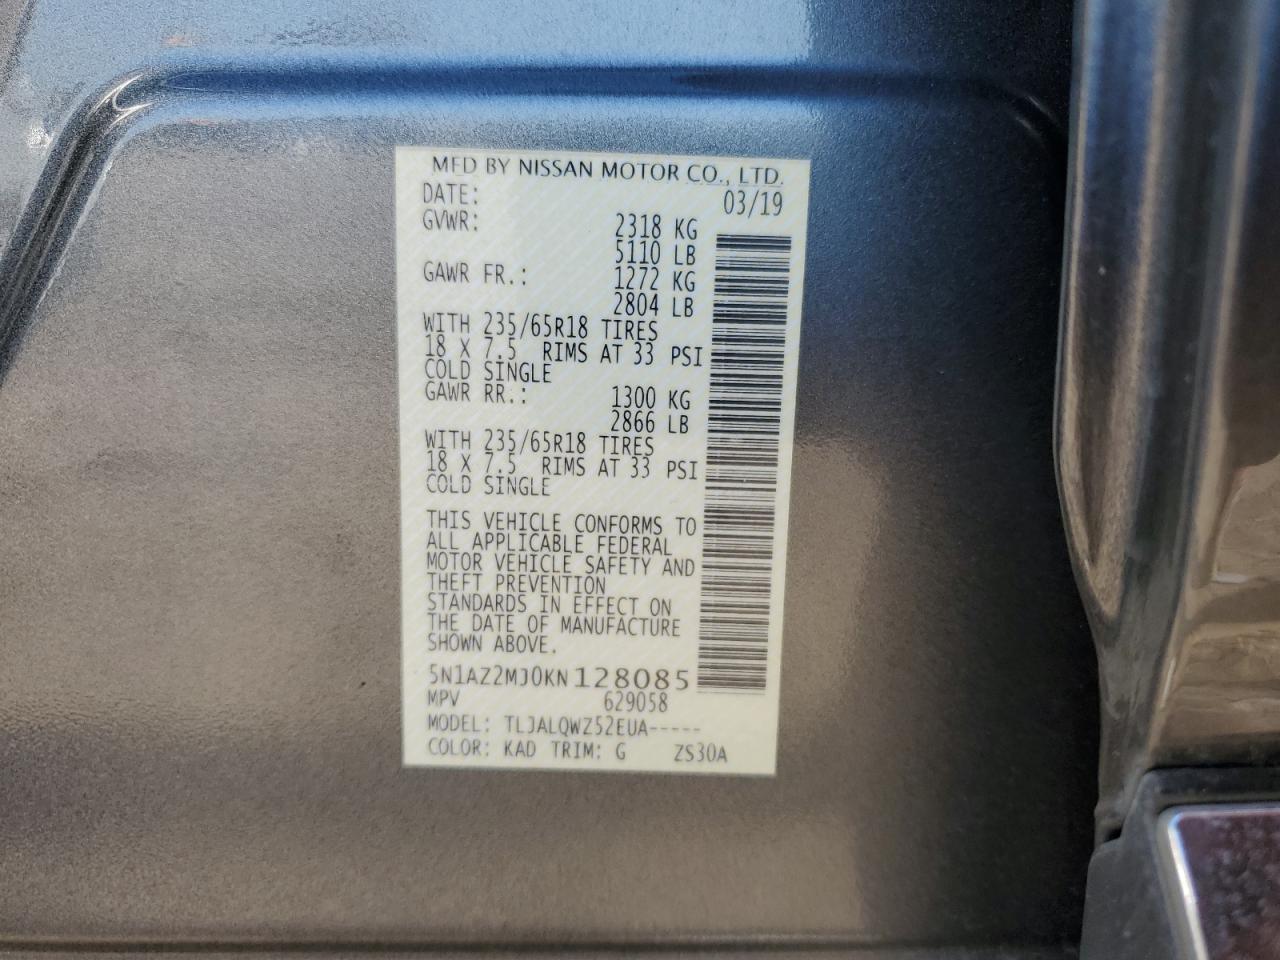 MFD BY NISSAN MOTOR CO., LTD.
DATE: 03/19
GVWR: 2318 KG
5110 LB
GAWR FR.: 1272 KG
2804 LB
WITH 235/65R18 TIRES
18 X 7.5 RIMS AT 33 PSI
COLD SINGLE
GAWR RR.: 1300 KG
2866 LB
WITH 235/65R18 TIRES
18 X 7.5 RIMS AT 33 PSI
COLD SINGLE
THIS VEHICLE CONFORMS TO
ALL APPLICABLE FEDERAL
MOTOR VEHICLE SAFETY AND
THEFT PREVENTION
STANDARDS IN EFFECT ON
THE DATE OF MANUFACTURE
SHOWN ABOVE.
5N1AZ2MJ0KN128085
MPV 629058
MODEL: TLJALQWZ52EUA-----
COLOR: KAD TRIM: G ZS30A